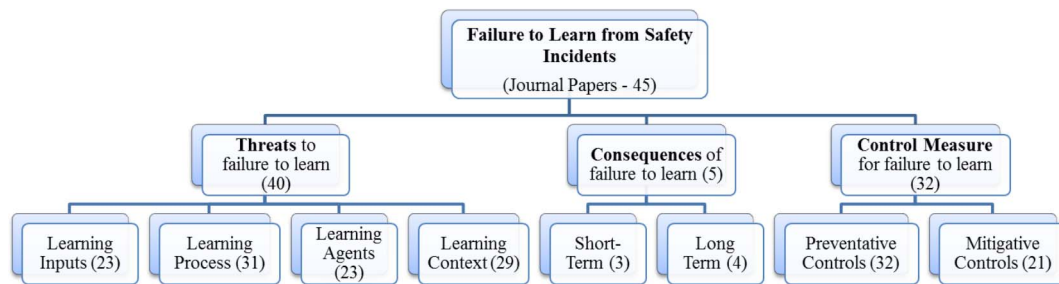 Failure to Learn from Safety
Incidents
(Journal Papers - 45)
Threats to
failure to learn
(40)
Consequences of
failure to learn (5)
Control Measure
for failure to learn
(32)
Learning
Inputs (23)
Learning
Process (31)
Learning
Agents
(23)
Learning
Context (29)
Short-
Term (3)
Long
Term (4)
Preventative
Controls (32)
Mitigative
Controls (21)